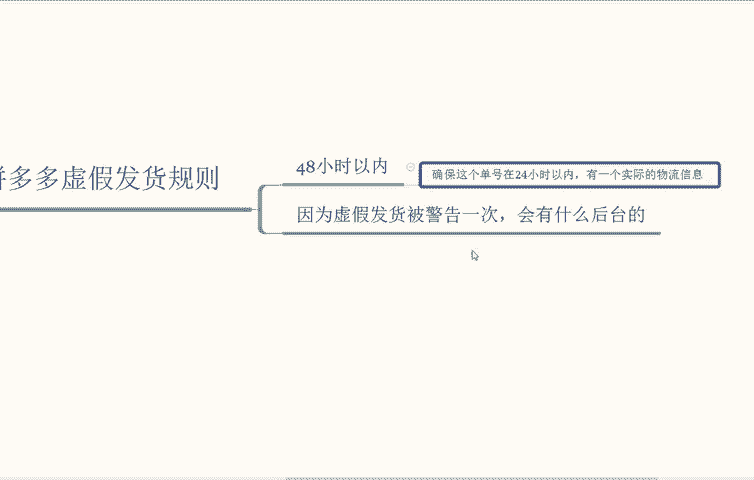 拼多多虚假发货规则
48小时以内
确保这个单号在24小时以内，有一个实际的物流信息
因为虚假发货被警告一次，会有什么后台的